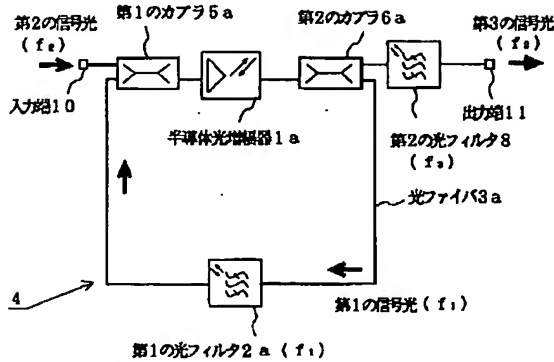 第1のカプラ5a
第2のカプラ6a
第2の信号光
(f₂)
第3の信号光
(f₃)
入力端10
半導体光増幅器1a
第2の光フィルタ8
(f₃)
出力端11
光ファイバ3a
4
第1の信号光(f₁)
第1の光フィルタ2a(f₁)